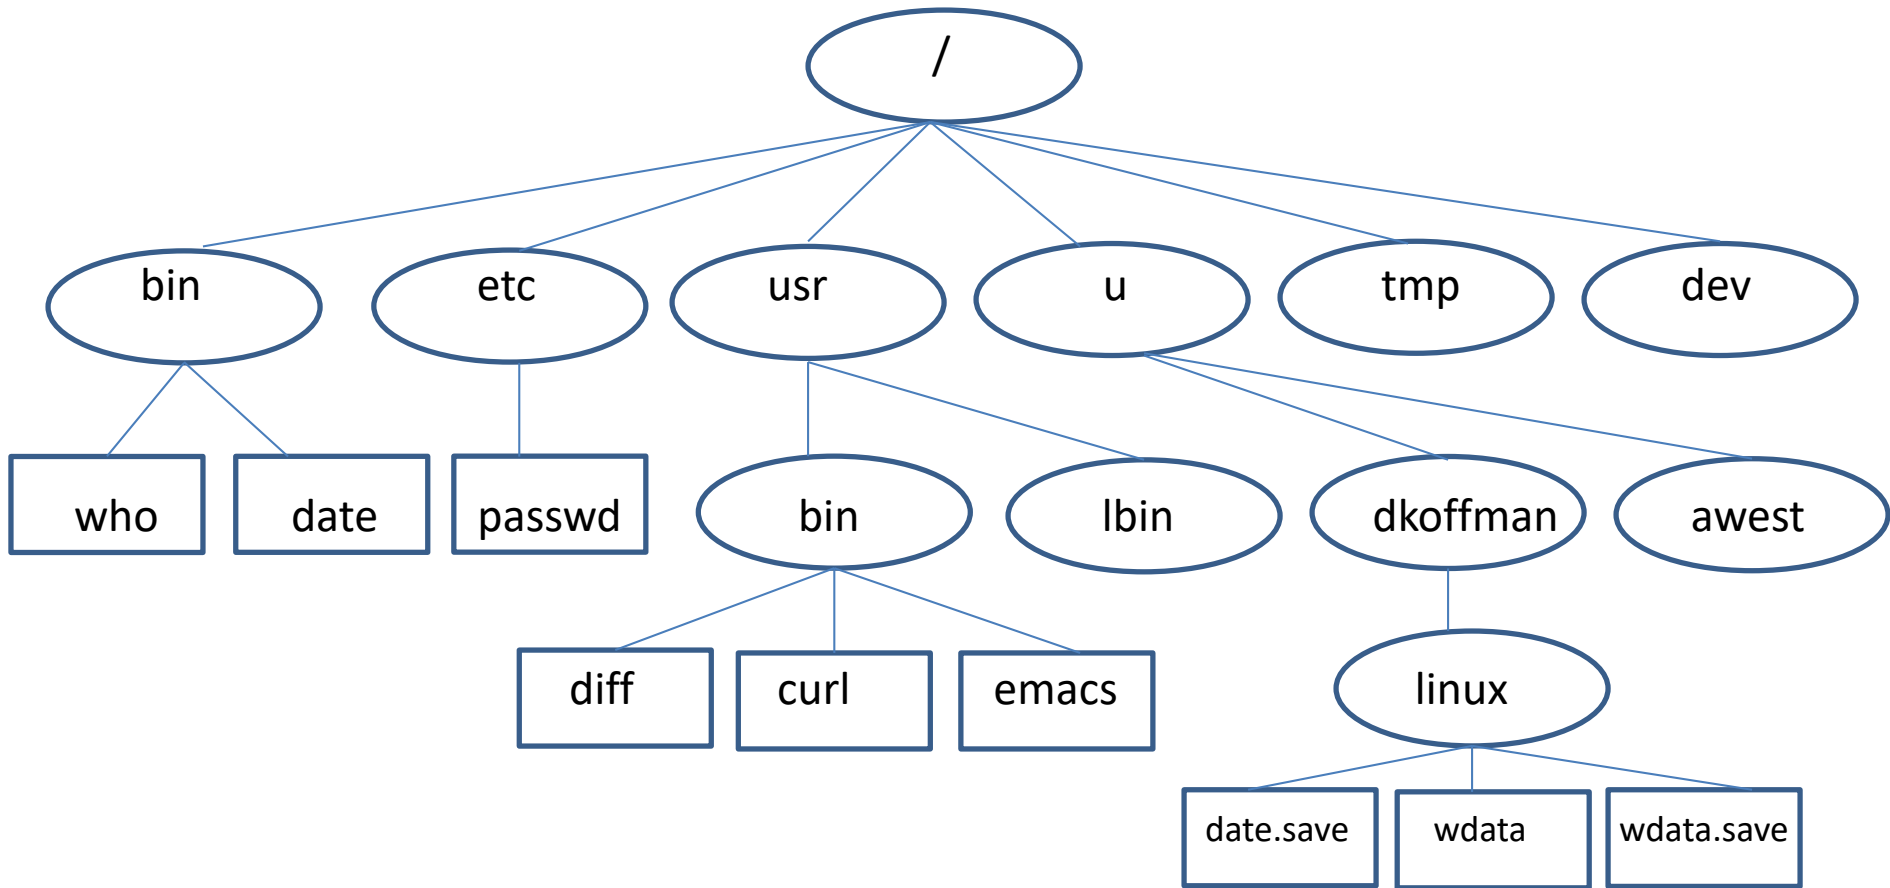 /
bin
etc
usr
u
tmp
dev
who
date
passwd
bin
lbin
dkoffman
awest
diff
curl
emacs
linux
date.save
wdata
wdata.save